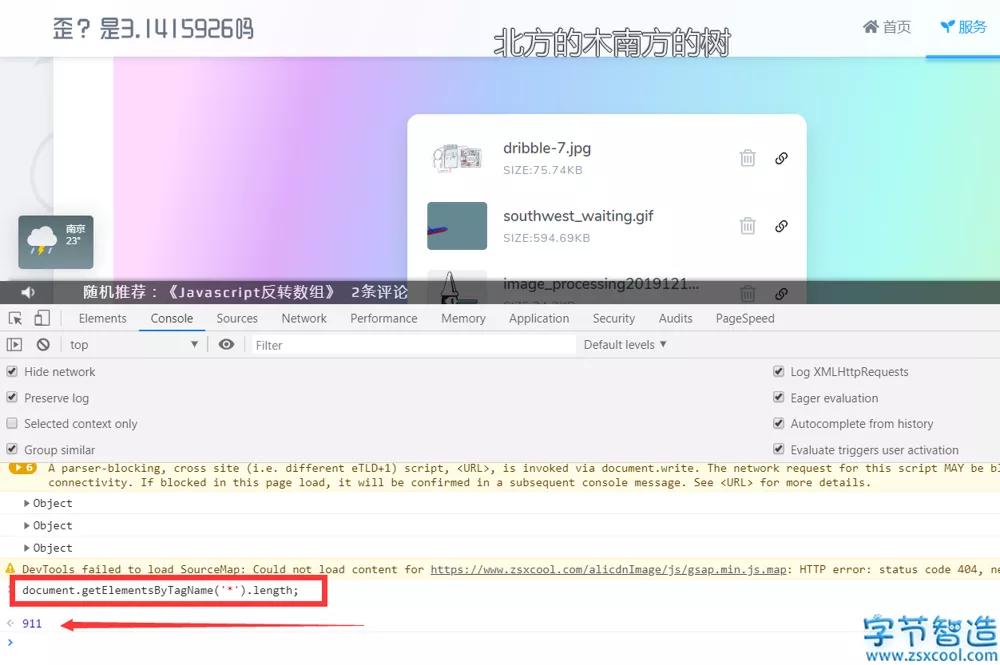 歪？是3.1415926吗
北方的木南方的树
首页
服务
dribble-7.jpg
SIZE:75.74KB
southwest_waiting.gif
SIZE:594.69KB
南京
23°
image_processing2019121...
随机推荐：《Javascript反转数组》 2条评论
Elements Console Sources Network Performance Memory Application Security Audits PageSpeed
top Filter Default levels
Hide network Log XMLHttpRequests
Preserve log Eager evaluation
Selected context only Autocomplete from history
Group similar Evaluate triggers user activation
6 A parser-blocking, cross site (i.e. different eTLD+1) script, <URL>, is invoked via document.write. The network request for this script MAY be bl
connectivity. If blocked in this page load, it will be confirmed in a subsequent console message. See <URL> for more details.
Object
Object
Object
DevTools failed to load SourceMap: Could not load content for https://www.zsxcool.com/alicdnImage/js/gsap.min.js.map: HTTP error: status code 404, ne
document.getElementsByTagName('*').length;
911
字节智造
www.zsxcool.com